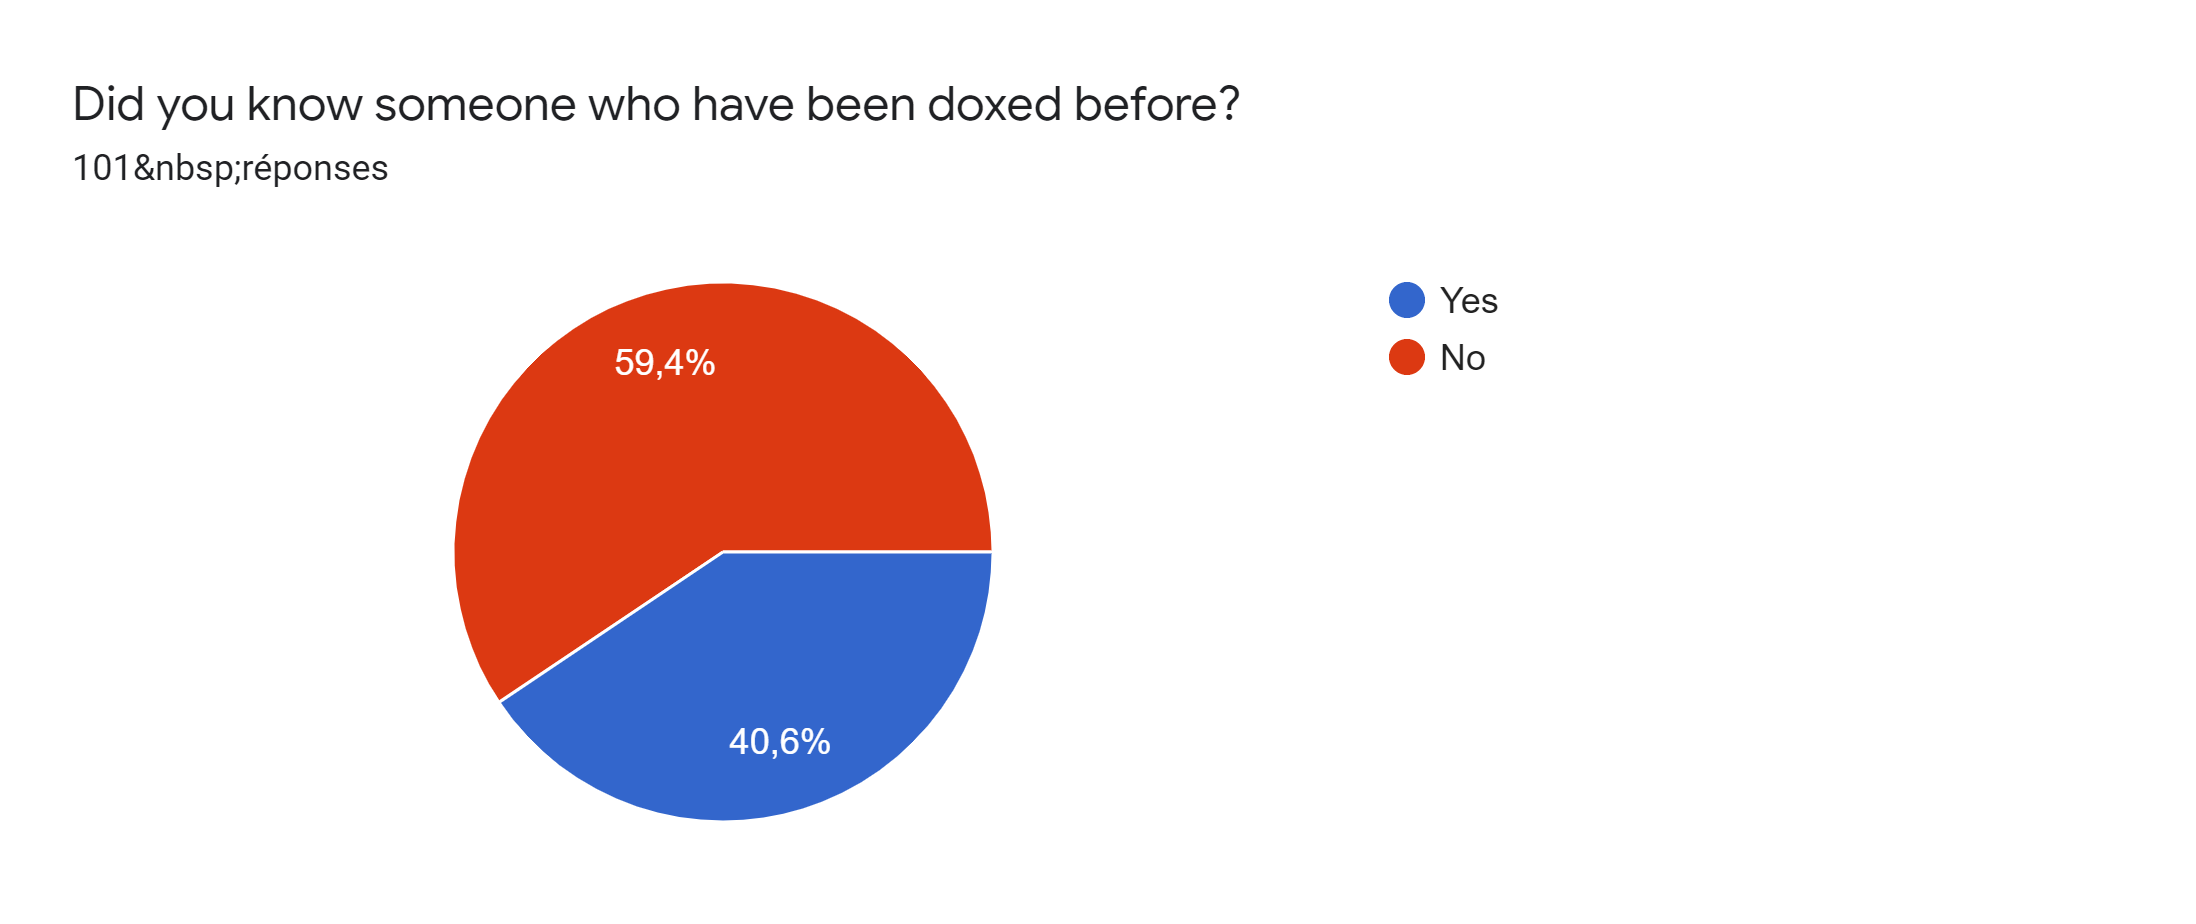 Did you know someone who have been doxed before?
101&nbsp;réponses
Yes
No
59,4%
40,6%